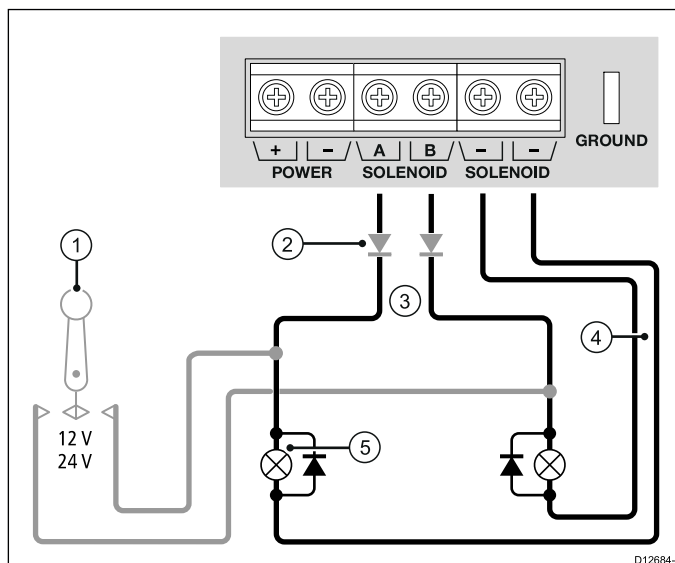 + − A B − −
POWER SOLENOID SOLENOID
GROUND
1
2
3
4
12 V
24 V
5
D12684-